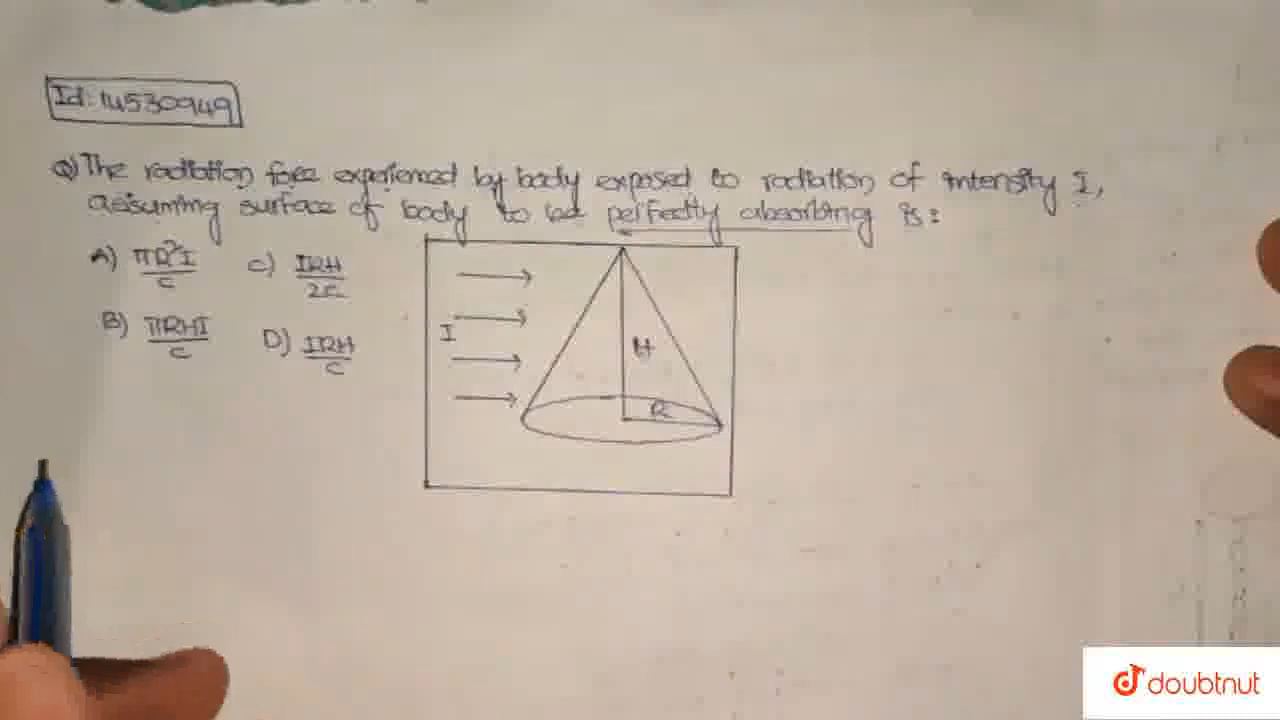 Id: 14530949
Q) The radiation force experienced by body exposed to radiation of intensity I,
assuming surface of body to be perfectly absorbing is:
A) πR²I/C C) IRH/2C
B) πRHI/C D) IRH/C
I
H
R
doubtnut